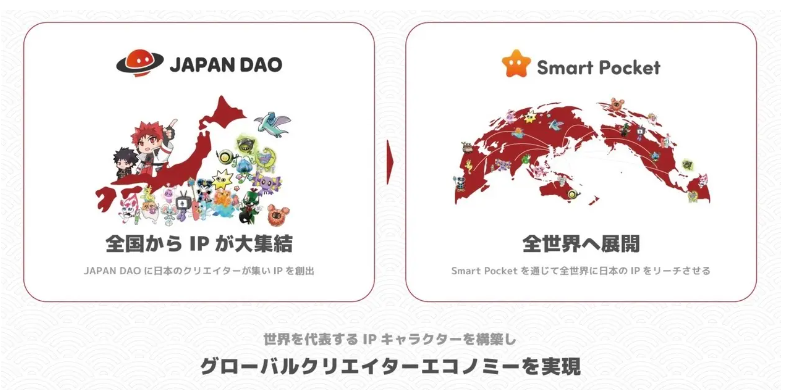 JAPAN DAO
全国から IP が大集結
JAPAN DAO に日本のクリエイターが集い IP を創出
Smart Pocket
全世界へ展開
Smart Pocket を通じて全世界に日本の IP をリーチさせる
世界を代表する IP キャラクターを構築し
グローバルクリエイターエコノミーを実現